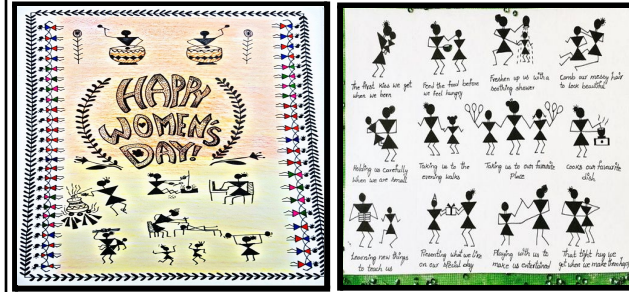 HAPPY
WOMEN'S
DAY!
The first kiss we get
when we born
Feed the food before
we feel hungry
Freshen up us with a
soothing shower
Comb our messy hair
to look beautiful
Holding us carefully
when we are small
Taking us to the
evening walks
Taking us to our favourite
Place
Cooks our favourite
dish
Learning new things
to teach us
Presenting what we like
on our special day
Playing with us to
make us entertained
That tight hug we
get when we make them happy